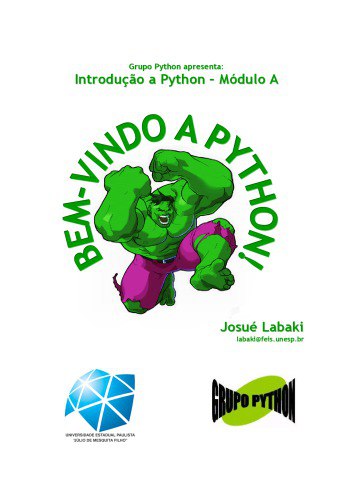 Grupo Python apresenta:
Introdução a Python – Módulo A
BEM-VINDO A PYTHON!
Josué Labaki
labaki@feis.unesp.br
UNIVERSIDADE ESTADUAL PAULISTA
"JÚLIO DE MESQUITA FILHO"
GRUPO PYTHON